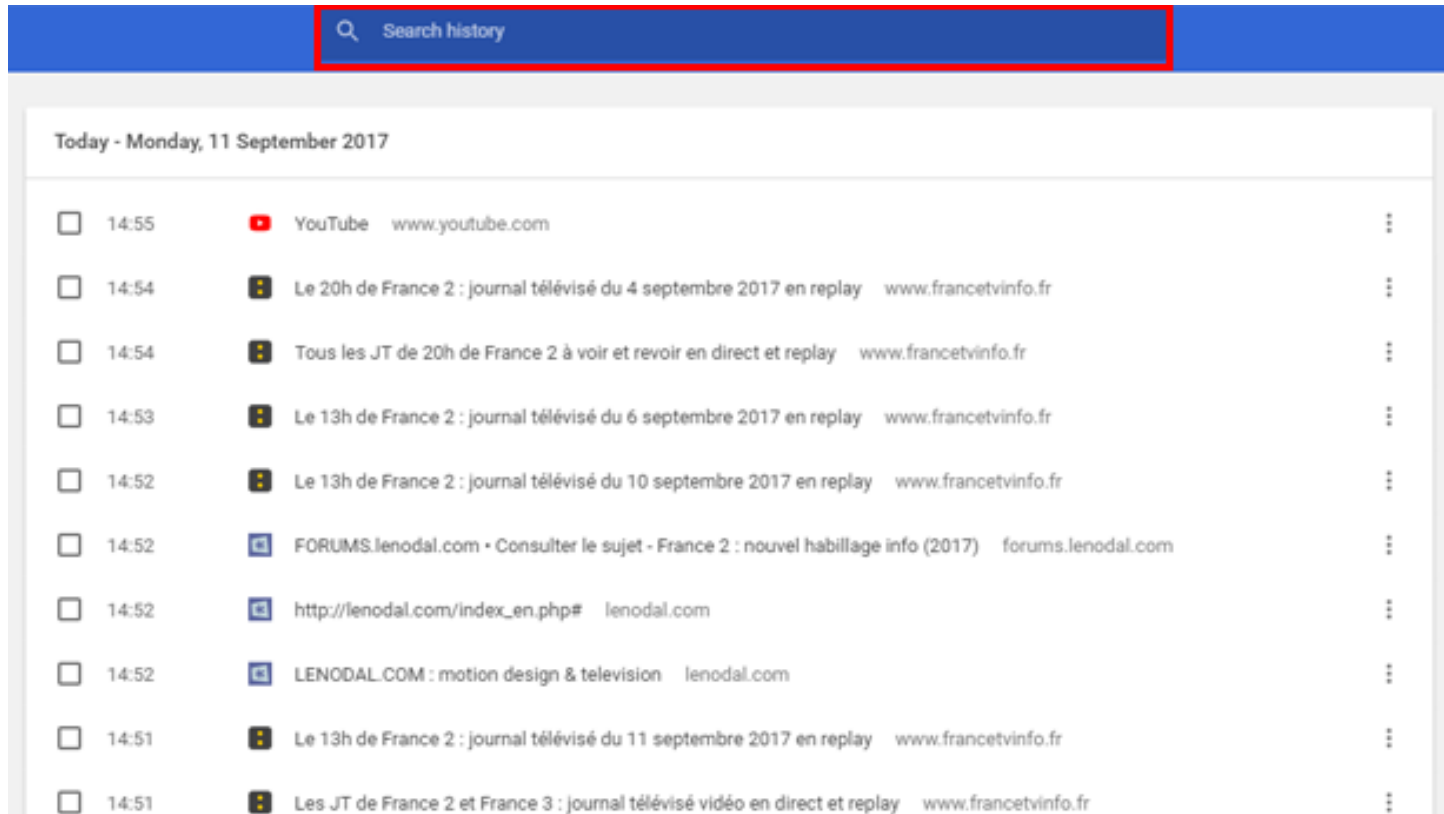 Search history
Today - Monday, 11 September 2017
14:55 YouTube www.youtube.com
14:54 Le 20h de France 2 : journal télévisé du 4 septembre 2017 en replay www.francetvinfo.fr
14:54 Tous les JT de 20h de France 2 à voir et revoir en direct et replay www.francetvinfo.fr
14:53 Le 13h de France 2 : journal télévisé du 6 septembre 2017 en replay www.francetvinfo.fr
14:52 Le 13h de France 2 : journal télévisé du 10 septembre 2017 en replay www.francetvinfo.fr
14:52 FORUMS.lenodal.com • Consulter le sujet - France 2 : nouvel habillage info (2017) forums.lenodal.com
14:52 http://lenodal.com/index_en.php# lenodal.com
14:52 LENODAL.COM : motion design & television lenodal.com
14:51 Le 13h de France 2 : journal télévisé du 11 septembre 2017 en replay www.francetvinfo.fr
14:51 Les JT de France 2 et France 3 : journal télévisé vidéo en direct et replay www.francetvinfo.fr